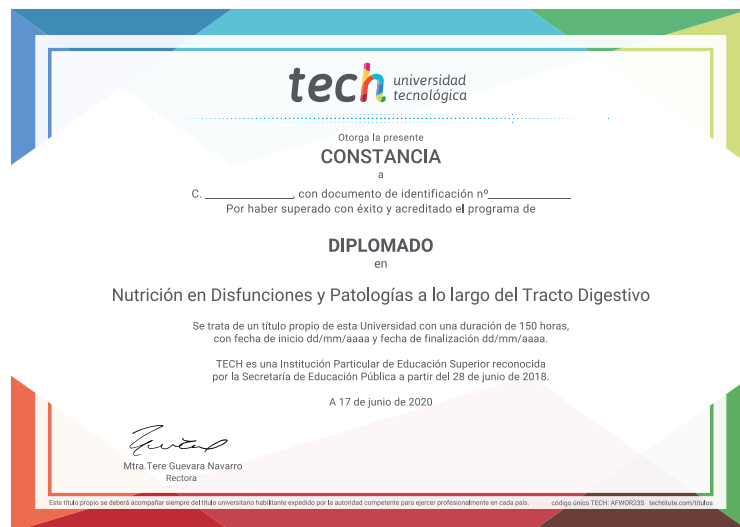 tech universidad
tecnológica
Otorga la presente
CONSTANCIA
a
C. ______________, con documento de identificación nº______________
Por haber superado con éxito y acreditado el programa de
DIPLOMADO
en
Nutrición en Disfunciones y Patologías a lo largo del Tracto Digestivo
Se trata de un título propio de esta Universidad con una duración de 150 horas,
con fecha de inicio dd/mm/aaaa y fecha de finalización dd/mm/aaaa.
TECH es una Institución Particular de Educación Superior reconocida
por la Secretaría de Educación Pública a partir del 28 de junio de 2018.
A 17 de junio de 2020
Mtra.Tere Guevara Navarro
Rectora
Este título propio se deberá acompañar siempre del título universitario habilitante expedido por la autoridad competente para ejercer profesionalmente en cada país. código único TECH: AFWOR23S techtitute.com/títulos